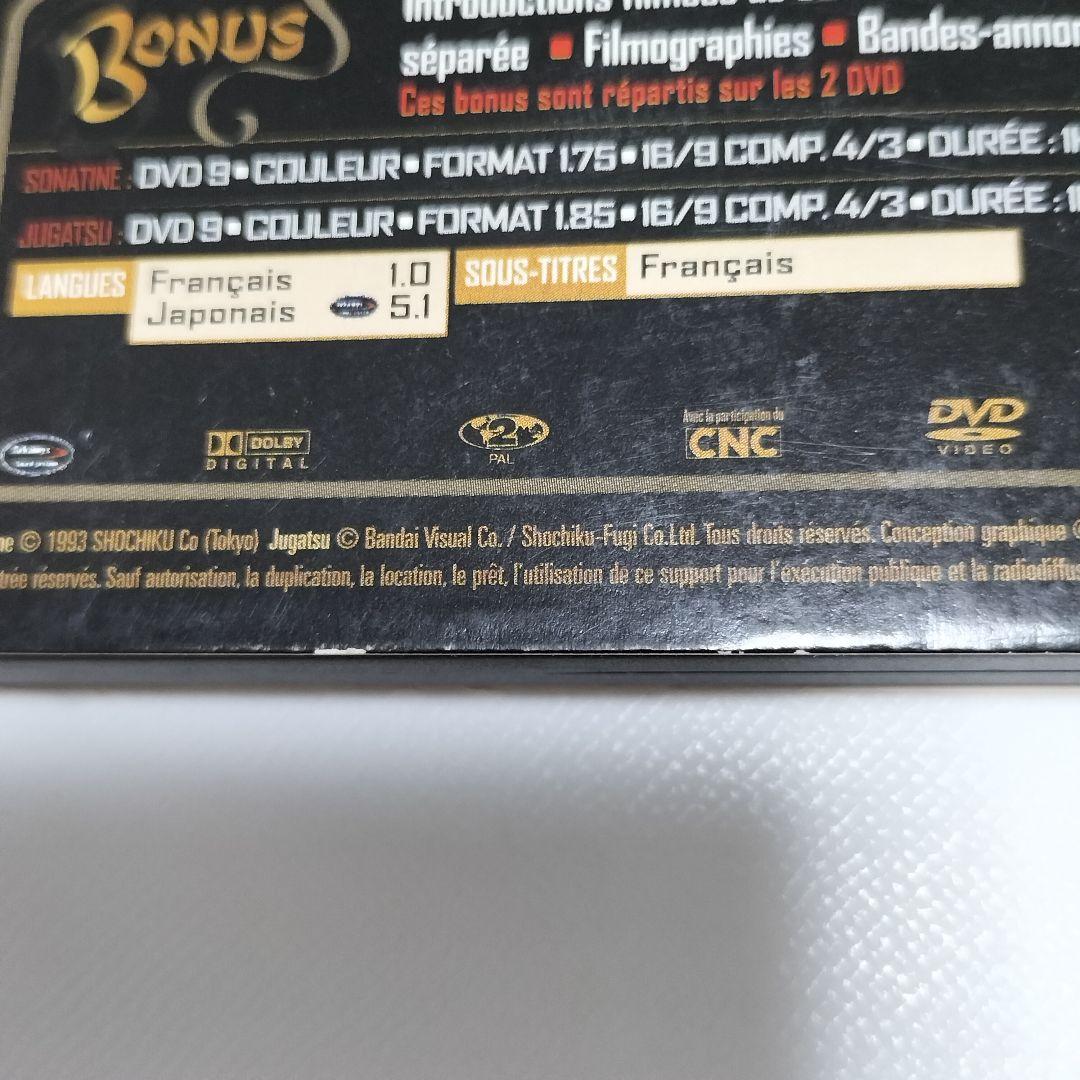 BONUS
séparée ■ Filmographies ■ Bandes-annon
Ces bonus sont répartis sur les 2 DVD
SONATINE : DVD 9 • COULEUR • FORMAT 1.75 • 16/9 COMP. 4/3 • DURÉE : 1H
JUGATSU : DVD 9 • COULEUR • FORMAT 1.85 • 16/9 COMP. 4/3 • DURÉE : 1H
LANGUES
Français 1.0
Japonais 5.1
SOUS-TITRES Français
DOLBY
DIGITAL
2
PAL
Avec la participation du
CNC
DVD
VIDEO
ne © 1993 SHOCHIKU Co (Tokyo) Jugatsu © Bandai Visual Co. / Shochiku-Fugi Co.Ltd. Tous droits réservés. Conception graphique ©
trée réservés. Sauf autorisation, la duplication, la location, le prêt, l'utilisation de ce support pour l'exécution publique et la radiodiffus